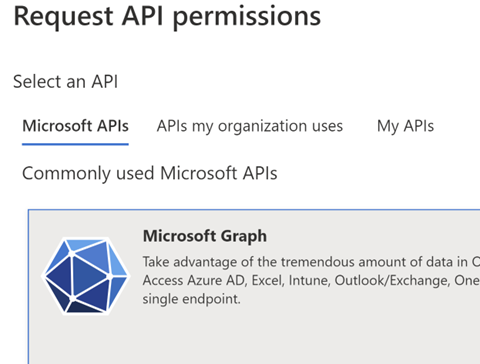 Request API permissions
Select an API
Microsoft APIs APIs my organization uses My APIs
Commonly used Microsoft APIs
Microsoft Graph
Take advantage of the tremendous amount of data in
Access Azure AD, Excel, Intune, Outlook/Exchange,
single endpoint.